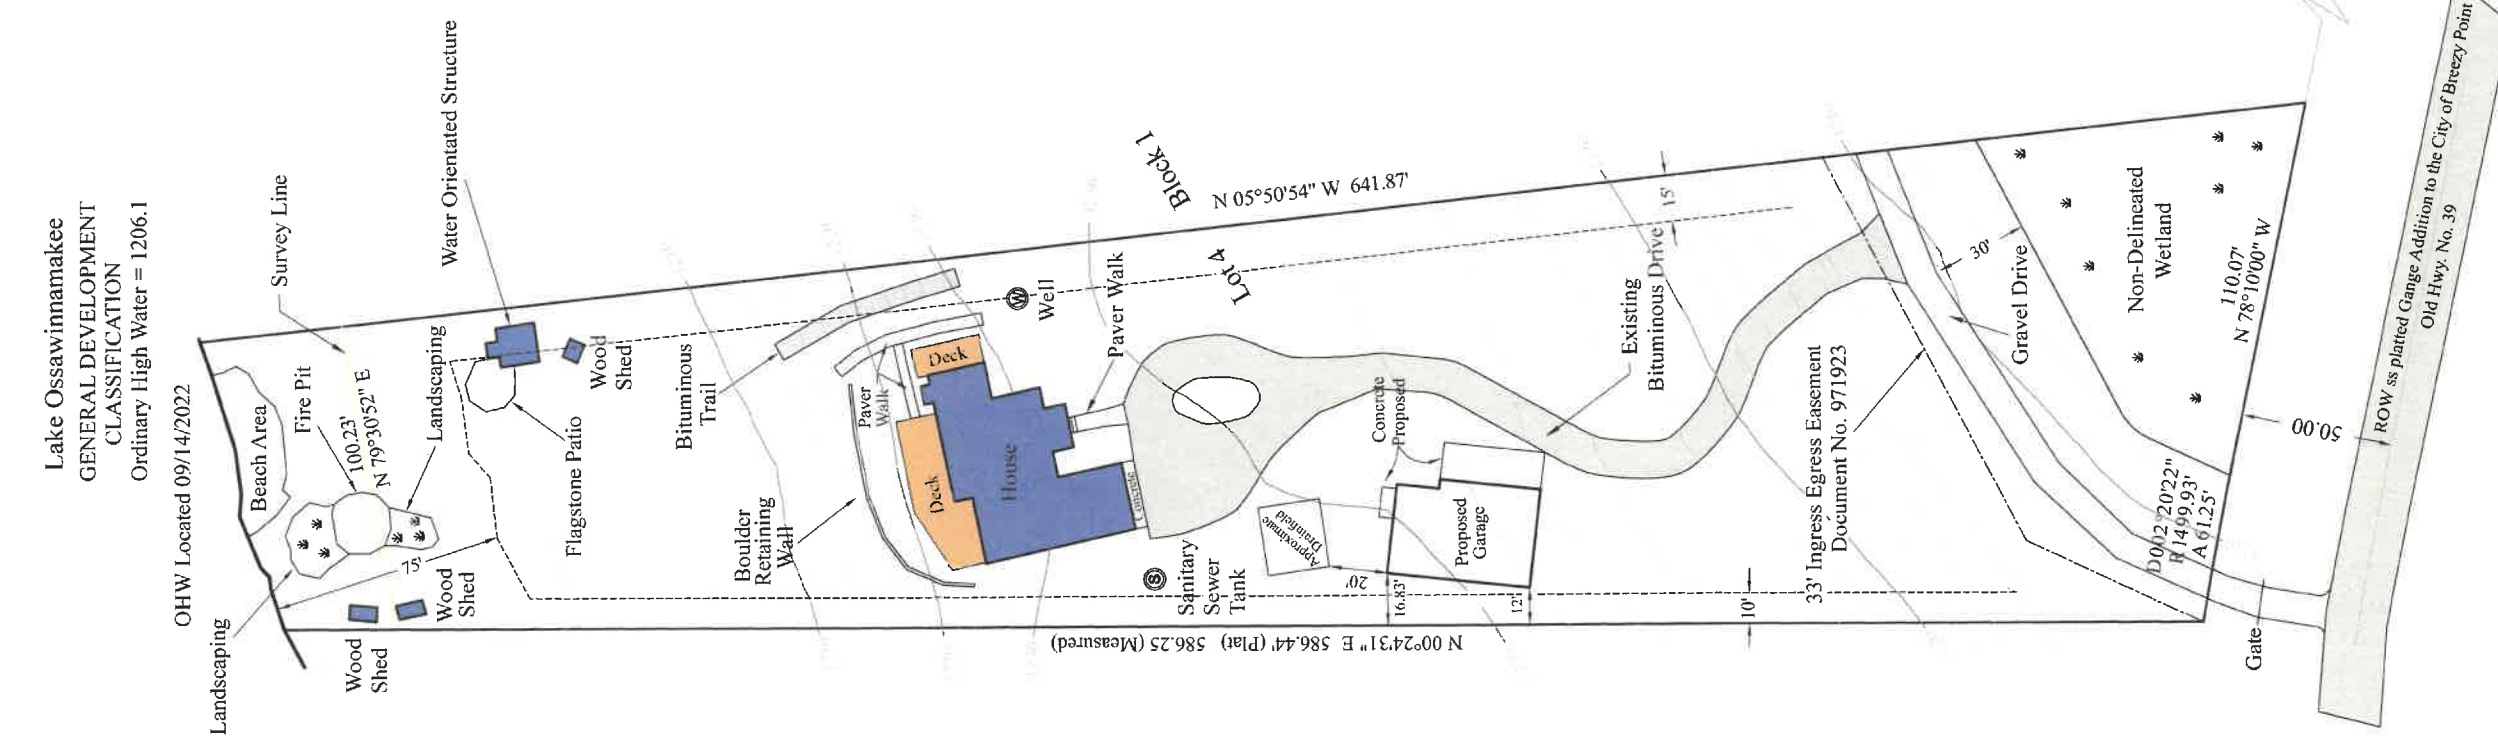 Lake Ossawinnamakee
GENERAL DEVELOPMENT
CLASSIFICATION
Ordinary High Water = 1206.1
OHW Located 09/14/2022
Landscaping
Wood
Shed
Wood
Shed
75'
Beach Area
Fire Pit
100.23'
N 79°30'52" E
Survey Line
Landscaping
Water Orientated Structure
Flagstone Patio
Wood
Shed
Bituminous
Trail
Boulder
Retaining
Wall
Paver
Walk
Deck
Deck
House
Concrete
Well
W
Paver Walk
Lot 4
Block 1
N 05°50'54" W 641.87'
S
Sanitary
Sewer
Tank
Approximate
Drainfield
20'
16.83'
12'
Concrete
Proposed
Proposed
Garage
N 00°24'31" E 586.44' (Plat) 586.25 (Measured)
Existing
Bituminous Drive
15'
10'
33' Ingress Egress Easement
Document No. 971923
30'
Gravel Drive
Non-Delineated
Wetland
110.07'
N 78°10'00" W
D002°20'22"
R 1499.93'
A 61.25'
Gate
50.00
ROW ss platted Gange Addition to the City of Breezy Point
Old Hwy. No. 39